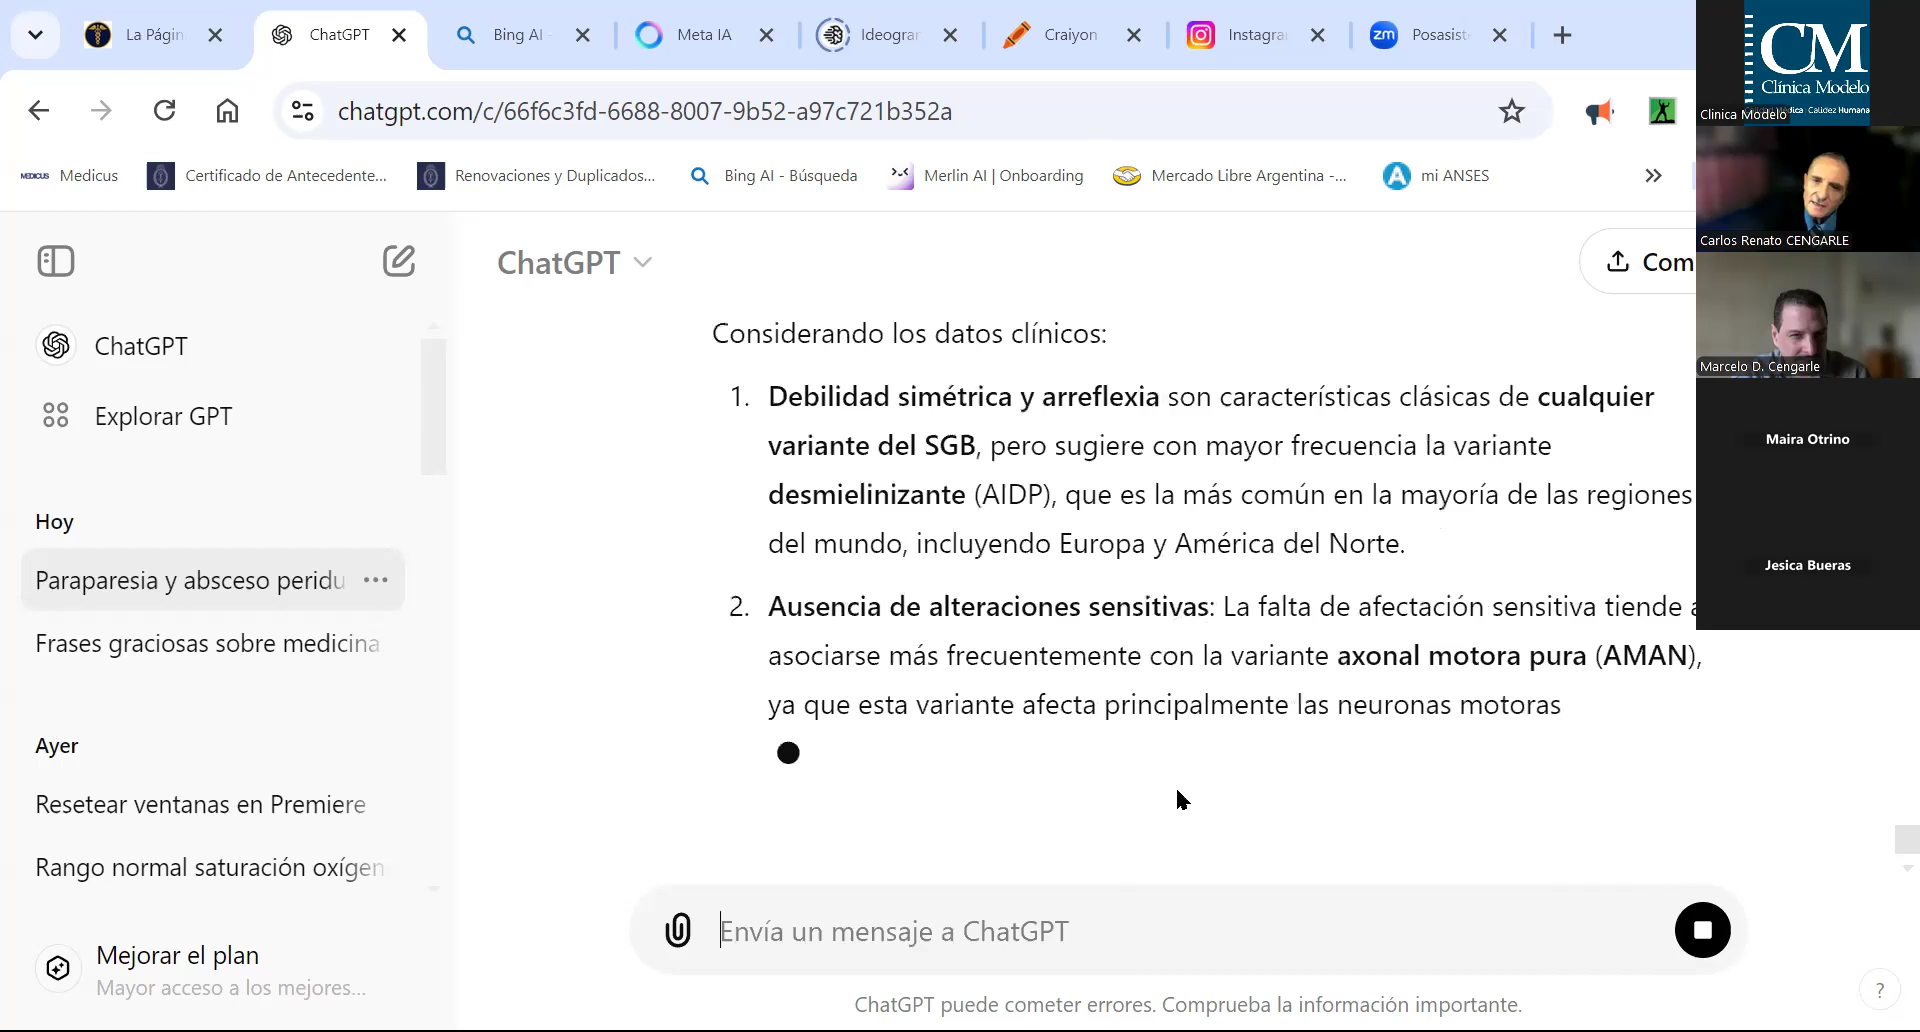 La Págin
ChatGPT
Bing AI -
Meta IA
Ideogra
Craiyon
Instagra
Posasist
chatgpt.com/c/66f6c3fd-6688-8007-9b52-a97c721b352a
MEDICUS Medicus
Certificado de Antecedente...
Renovaciones y Duplicados...
Bing AI - Búsqueda
Merlin AI | Onboarding
Mercado Libre Argentina -...
mi ANSES
ChatGPT
Explorar GPT
Hoy
Paraparesia y absceso peridu
Frases graciosas sobre medicina
Ayer
Resetear ventanas en Premiere
Rango normal saturación oxígen
Mejorar el plan
Mayor acceso a los mejores...
ChatGPT
Com
Considerando los datos clínicos:
1. Debilidad simétrica y arreflexia son características clásicas de cualquier
variante del SGB, pero sugiere con mayor frecuencia la variante
desmielinizante (AIDP), que es la más común en la mayoría de las regiones
del mundo, incluyendo Europa y América del Norte.
2. Ausencia de alteraciones sensitivas: La falta de afectación sensitiva tiende a
asociarse más frecuentemente con la variante axonal motora pura (AMAN),
ya que esta variante afecta principalmente las neuronas motoras
Envía un mensaje a ChatGPT
ChatGPT puede cometer errores. Comprueba la información importante.
?
CM
Clínica Modelo
Calidez Humana
Clinica Modelo
Carlos Renato CENGARLE
Marcelo D. Cengarle
Maira Otrino
Jesica Bueras